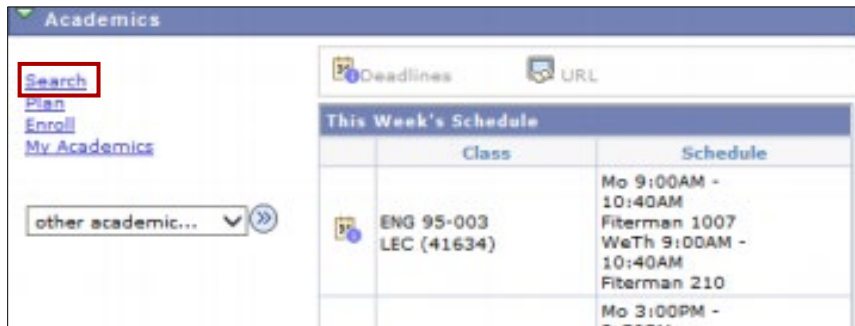 Academics
Search
Plan
Enroll
My Academics
other academic...
Deadlines
URL
This Week's Schedule
Class
Schedule
ENG 95-003
LEC (41634)
Mo 9:00AM -
10:40AM
Fiterman 1007
WeTh 9:00AM -
10:40AM
Fiterman 210
Mo 3:00PM -